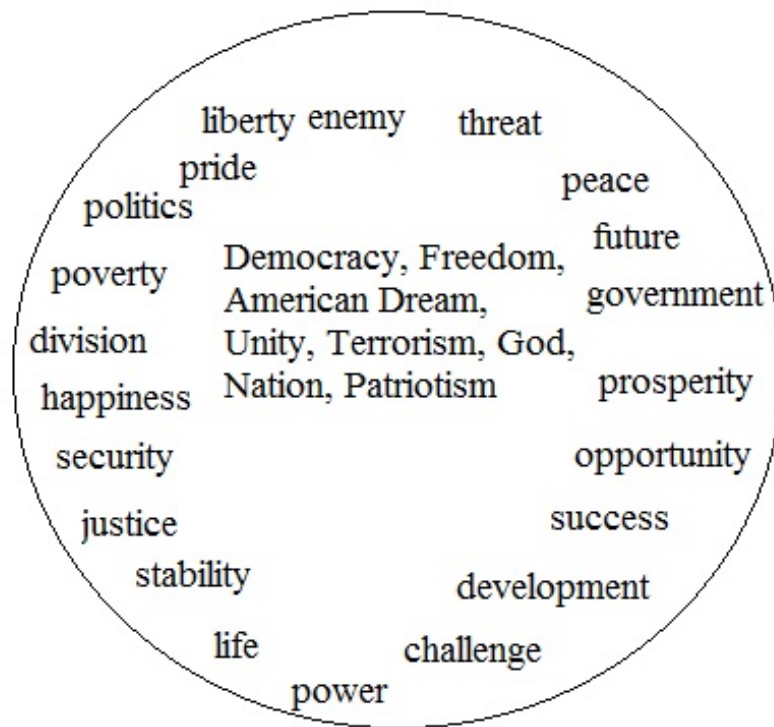 liberty enemy threat
pride
peace
politics
future
Democracy, Freedom,
poverty
government
American Dream,
division
Unity, Terrorism, God,
happiness
Nation, Patriotism
prosperity
security
opportunity
justice
success
stability
development
life
challenge
power